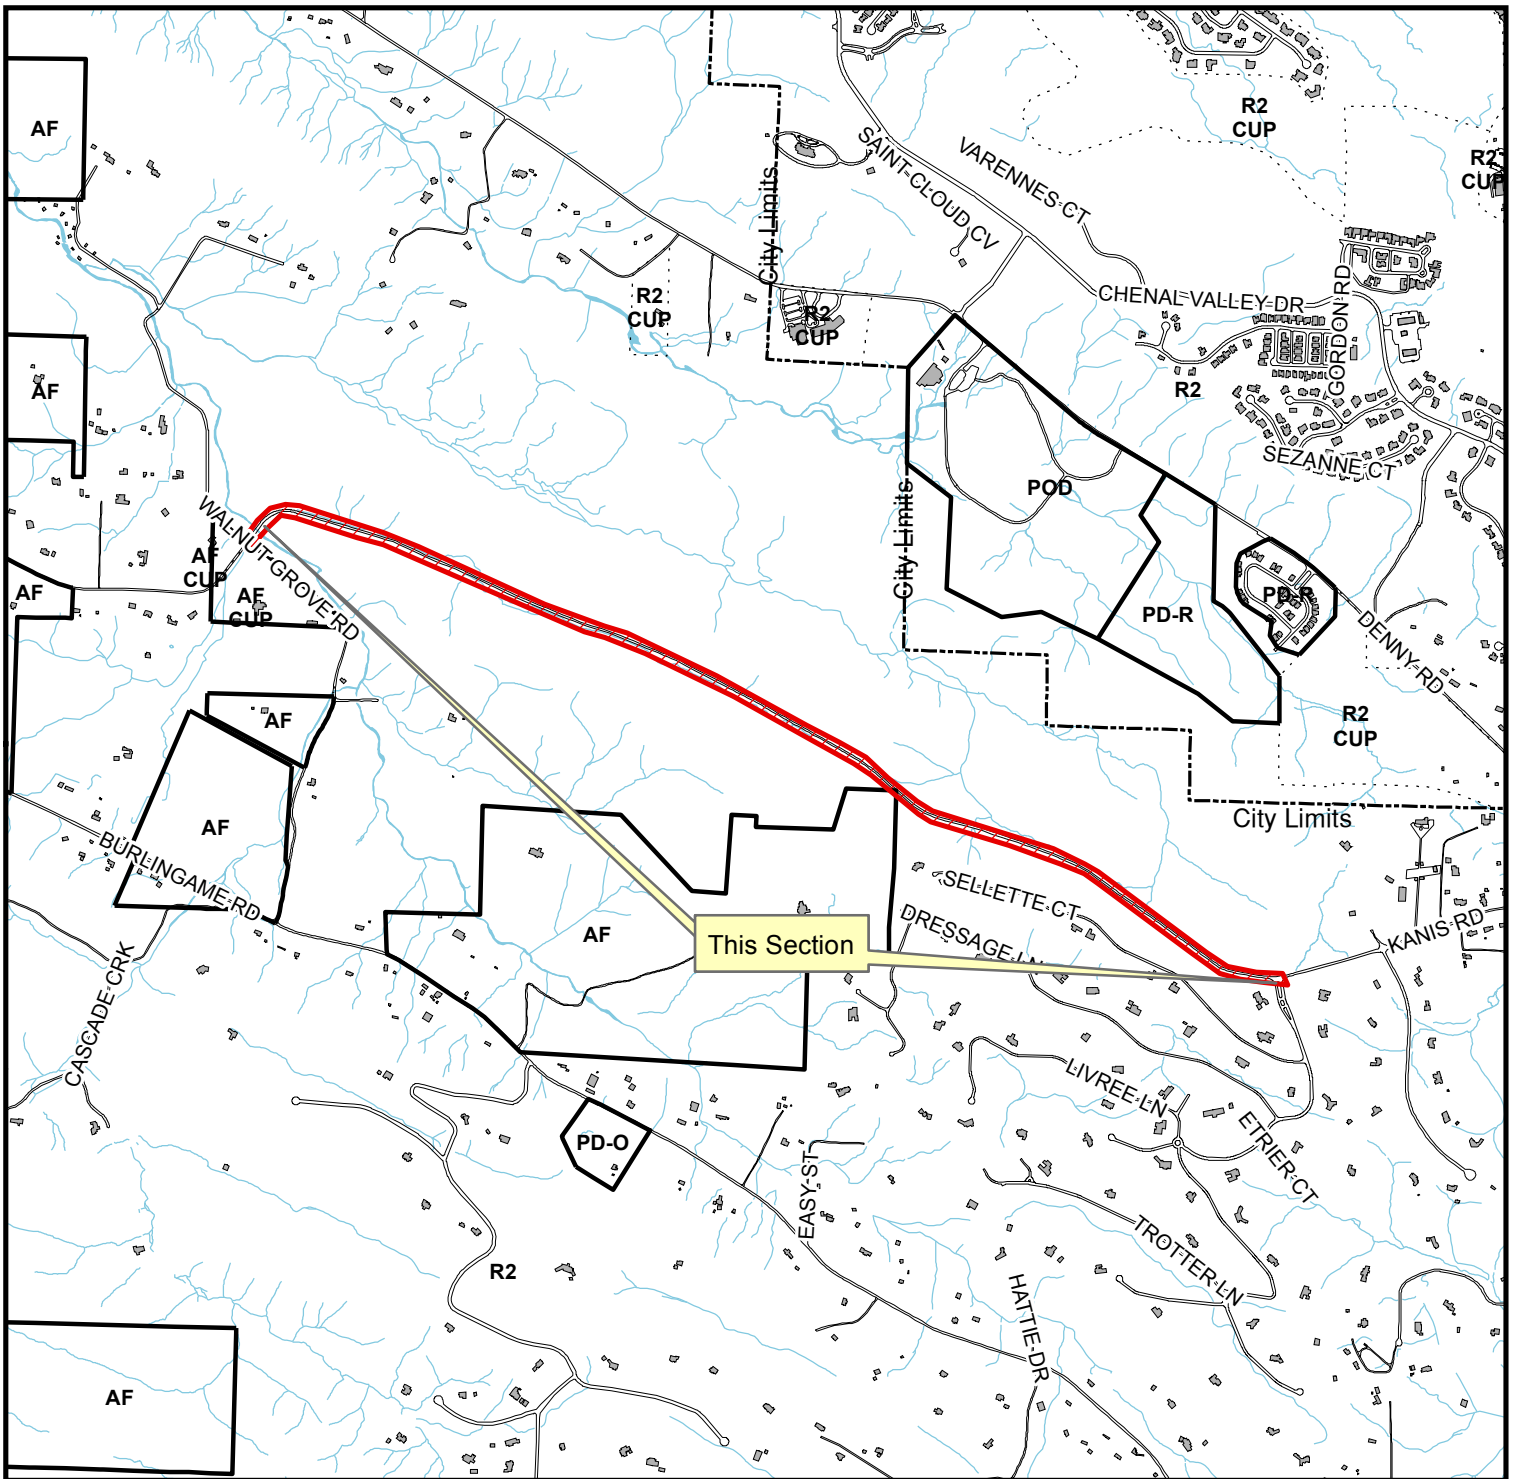 AF
R2
CUP
R2
CUP
SAINT-CLOUD CV
VARENNES-CT
City Limits
R2
CUP
R2
CUP
CHENAL-VALLEY-DR
GORDON-RD
AF
R2
SEZANNE-CT
POD
City Limits
WALNUT-GROVE-RD
AF
CUP
AF
CUP
AF
PD-R
PD-R
DENNY-RD
AF
R2
CUP
AF
BURLINGAME-RD
City Limits
SELLETTE-CT
DRESSAGE-LN
KANIS-RD
AF
This Section
CASCADE-CRK
LIVREE-LN
ETRIER-CT
PD-O
EASY-ST
TROTTER-LN
R2
HATTIE-DR
AF